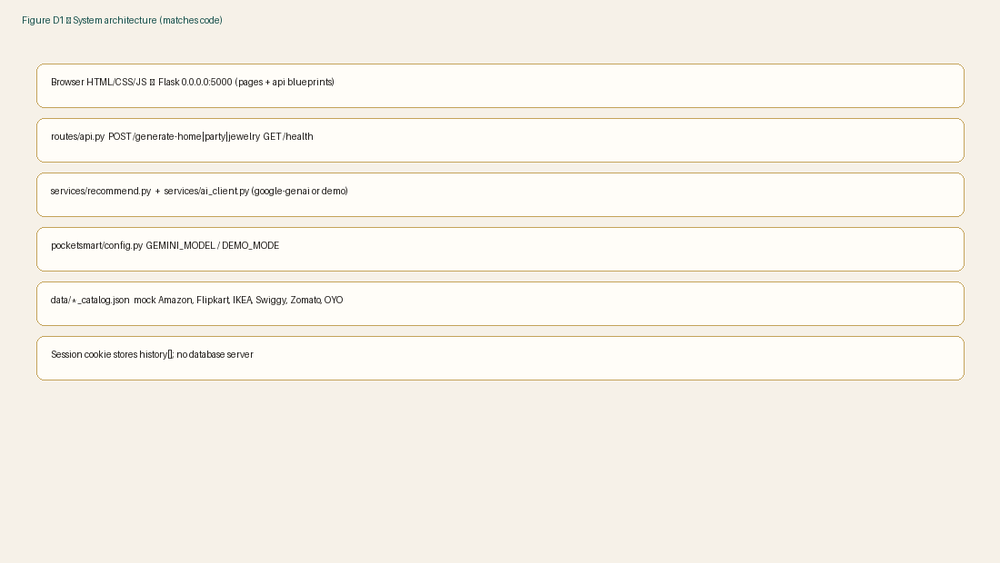 Figure D1 ▯ System architecture (matches code)
Browser HTML/CSS/JS ▯ Flask 0.0.0.0:5000 (pages + api blueprints)
routes/api.py POST /generate-home|party|jewelry GET /health
services/recommend.py + services/ai_client.py (google-genai or demo)
pocketsmart/config.py GEMINI_MODEL / DEMO_MODE
data/*_catalog.json mock Amazon, Flipkart, IKEA, Swiggy, Zomato, OYO
Session cookie stores history[]; no database server